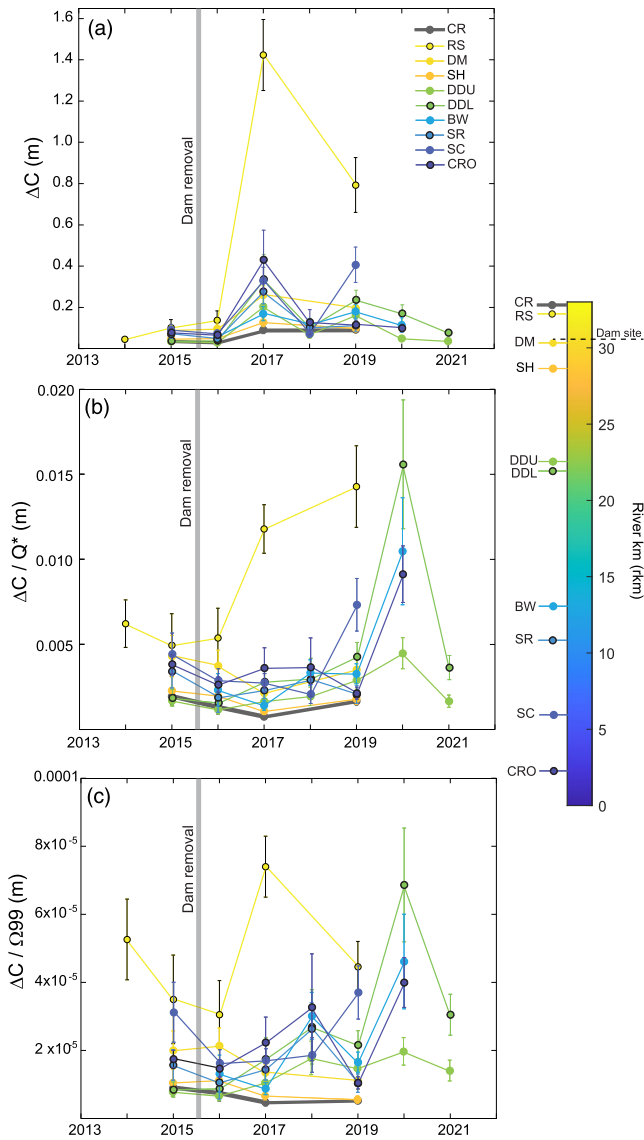 (a)
1.6
1.4
1.2
1.0
0.8
0.6
0.4
0.2
ΔC (m)
Dam removal
CR
RS
DM
SH
DDU
DDL
BW
SR
SC
CRO
2013 2015 2017 2019 2021
(b)
0.020
0.015
0.010
0.005
ΔC / Q* (m)
Dam removal
2013 2015 2017 2019 2021
(c)
0.0001
8x10-5
6x10-5
4x10-5
2x10-5
ΔC / Ω99 (m)
Dam removal
2013 2015 2017 2019 2021
CR
RS
Dam site
DM
SH
DDU
DDL
BW
SR
SC
CRO
30
25
20
15
10
5
0
River km (rkm)